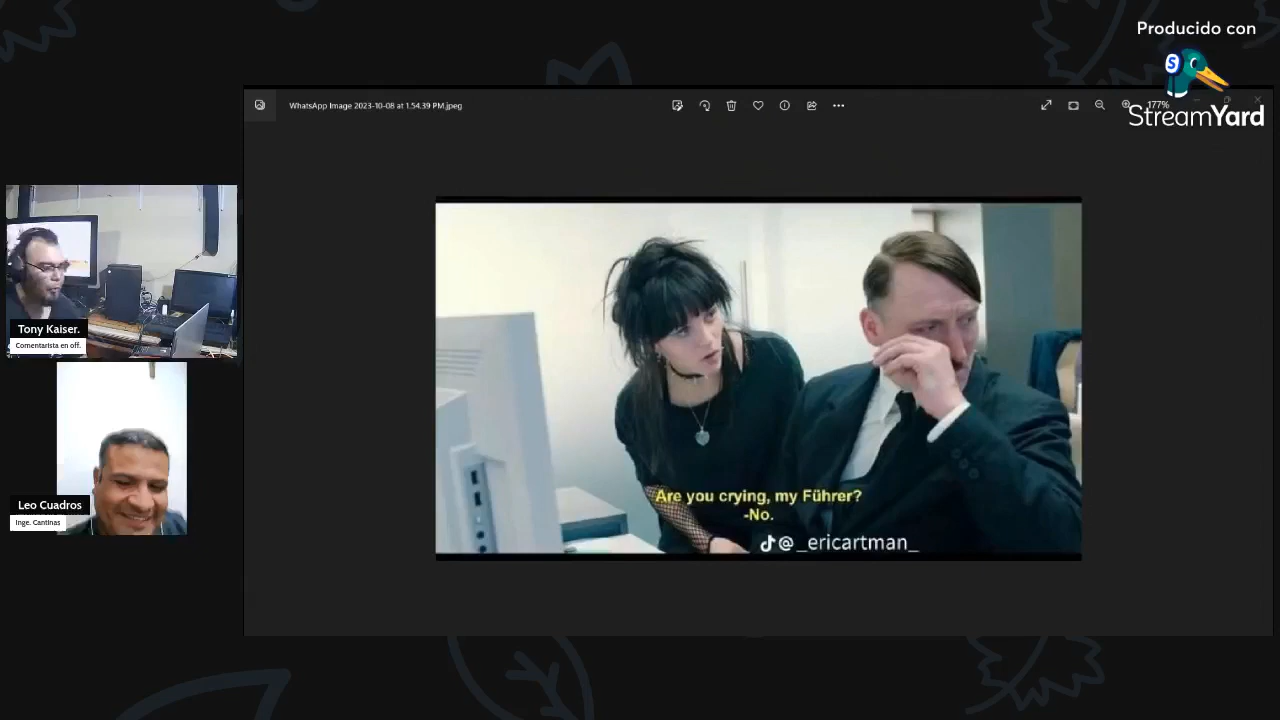 Producido con
StreamYard
WhatsApp Image 2023-10-08 at 1.54.39 PM.jpeg
177%
Tony Kaiser.
Comentarista en off.
Leo Cuadros
Inge. Cantinas
Are you crying, my Führer?
-No.
@_ericartman_